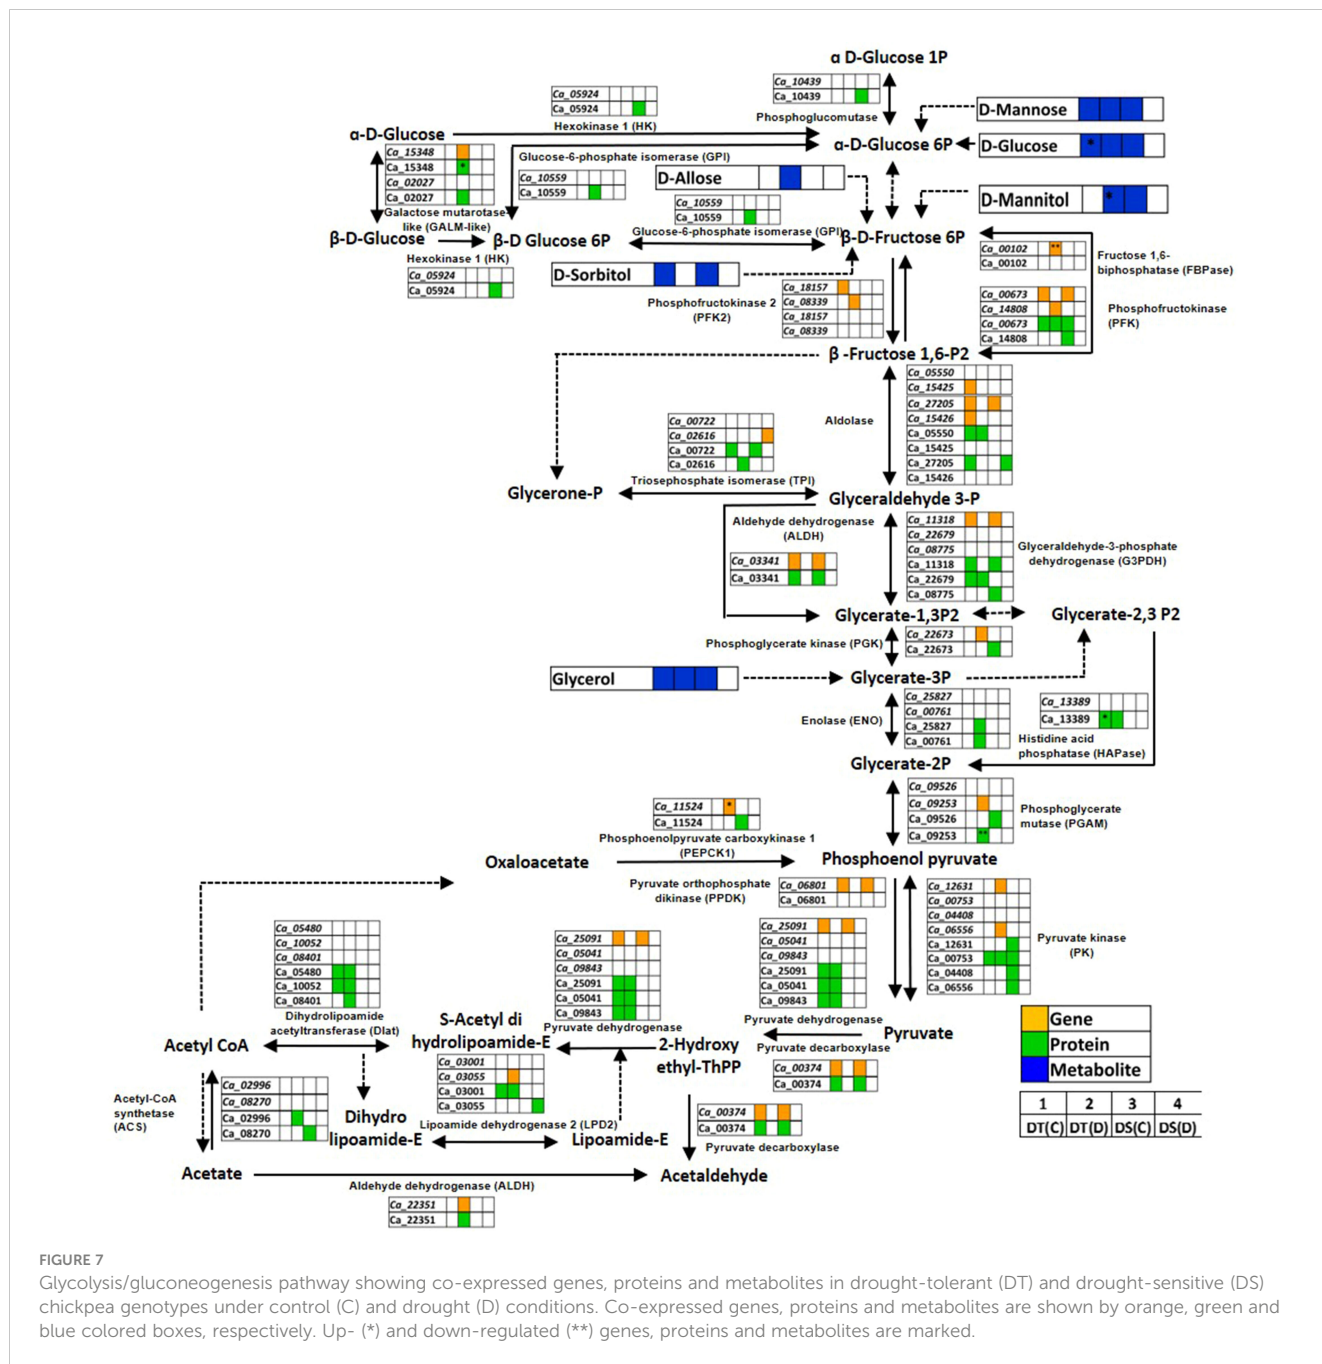 α D-Glucose 1P
Ca_10439
Ca_10439
Phosphoglucomutase
Ca_05924
Ca_05924
Hexokinase 1 (HK)
D-Mannose
α-D-Glucose
α-D-Glucose 6P
D-Glucose
*
Ca_15348
Ca_15348
*
Ca_02027
Ca_02027
Galactose mutarotase-
like (GALM-like)
Glucose-6-phosphate isomerase (GPI)
Ca_10559
Ca_10559
D-Allose
Ca_10559
Ca_10559
Glucose-6-phosphate isomerase (GPI)
D-Mannitol
*
β-D-Glucose
β-D Glucose 6P
β-D-Fructose 6P
Hexokinase 1 (HK)
Ca_05924
Ca_05924
D-Sorbitol
Ca_00102
**
Ca_00102
Fructose 1,6-
biphosphatase (FBPase)
Phosphofructokinase 2
(PFK2)
Ca_18157
Ca_08339
Ca_18157
Ca_08339
Ca_00673
Ca_14808
Ca_00673
Ca_14808
Phosphofructokinase
(PFK)
β -Fructose 1,6-P2
Aldolase
Ca_05550
Ca_15425
Ca_27205
Ca_15426
Ca_05550
Ca_15425
Ca_27205
Ca_15426
Ca_00722
Ca_02616
Ca_00722
Ca_02616
Triosephosphate isomerase (TPI)
Glycerone-P
Glyceraldehyde 3-P
Aldehyde dehydrogenase
(ALDH)
Ca_03341
Ca_03341
Ca_11318
Ca_22679
Ca_08775
Ca_11318
Ca_22679
Ca_08775
Glyceraldehyde-3-phosphate
dehydrogenase (G3PDH)
Glycerate-1,3P2
Glycerate-2,3 P2
Phosphoglycerate kinase (PGK)
Ca_22673
Ca_22673
Glycerol
Glycerate-3P
Enolase (ENO)
Ca_25827
Ca_00761
Ca_25827
Ca_00761
Ca_13389
Ca_13389
*
Histidine acid
phosphatase (HAPase)
Glycerate-2P
Ca_09526
Ca_09253
Ca_09526
Ca_09253
**
Phosphoglycerate
mutase (PGAM)
Ca_11524
*
Ca_11524
Phosphoenolpyruvate carboxykinase 1
(PEPCK1)
Oxaloacetate
Phosphoenol pyruvate
Pyruvate orthophosphate
dikinase (PPDK)
Ca_06801
Ca_06801
Ca_12631
Ca_00753
Ca_04408
Ca_06556
Ca_12631
Ca_00753
Ca_04408
Ca_06556
Pyruvate kinase
(PK)
Ca_05480
Ca_10052
Ca_08401
Ca_05480
Ca_10052
Ca_08401
Dihydrolipoamide
acetyltransferase (Dlat)
Ca_25091
Ca_05041
Ca_09843
Ca_25091
Ca_05041
Ca_09843
Pyruvate dehydrogenase
Ca_25091
Ca_05041
Ca_09843
Ca_25091
Ca_05041
Ca_09843
Pyruvate dehydrogenase
Pyruvate
Acetyl CoA
S-Acetyl di
hydrolipoamide-E
2-Hydroxy
ethyl-ThPP
Pyruvate decarboxylase
Ca_00374
Ca_00374
Gene
Protein
Metabolite
1 2 3 4
DT(C) DT(D) DS(C) DS(D)
Acetyl-CoA
synthetase
(ACS)
Ca_02996
Ca_08270
Ca_02996
Ca_08270
Ca_03001
Ca_03055
Ca_03001
Ca_03055
Dihydro
lipoamide-E
Lipoamide dehydrogenase 2 (LPD2)
Lipoamide-E
Ca_00374
Ca_00374
Pyruvate decarboxylase
Acetate
Acetaldehyde
Aldehyde dehydrogenase (ALDH)
Ca_22351
Ca_22351
FIGURE 7
Glycolysis/gluconeogenesis pathway showing co-expressed genes, proteins and metabolites in drought-tolerant (DT) and drought-sensitive (DS)
chickpea genotypes under control (C) and drought (D) conditions. Co-expressed genes, proteins and metabolites are shown by orange, green and
blue colored boxes, respectively. Up- (*) and down-regulated (**) genes, proteins and metabolites are marked.